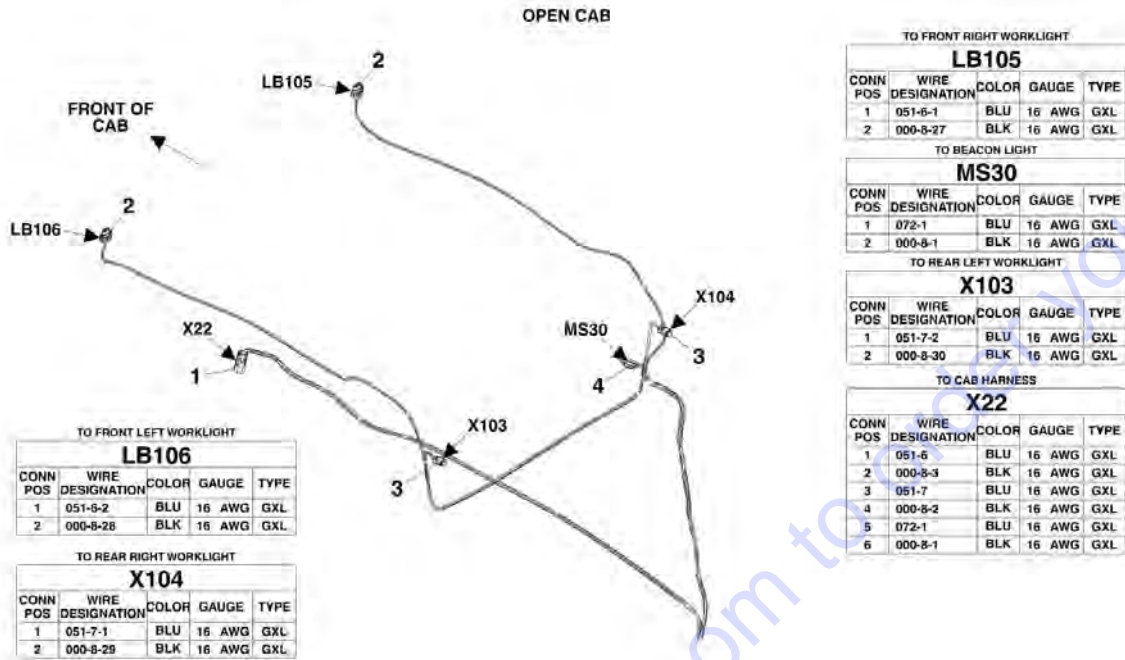 OPEN CAB
2
LB105
FRONT OF
CAB
2
LB106
X22
1
X104
3
MS30
4
X103
3
TO FRONT LEFT WORKLIGHT
LB106
CONN POS WIRE DESIGNATION COLOR GAUGE TYPE
1 051-6-2 BLU 16 AWG GXL
2 000-8-28 BLK 16 AWG GXL
TO REAR RIGHT WORKLIGHT
X104
CONN POS WIRE DESIGNATION COLOR GAUGE TYPE
1 051-7-1 BLU 16 AWG GXL
2 000-8-29 BLK 16 AWG GXL
TO FRONT RIGHT WORKLIGHT
LB105
CONN POS WIRE DESIGNATION COLOR GAUGE TYPE
1 051-6-1 BLU 16 AWG GXL
2 000-8-27 BLK 16 AWG GXL
TO BEACON LIGHT
MS30
CONN POS WIRE DESIGNATION COLOR GAUGE TYPE
1 072-1 BLU 16 AWG GXL
2 000-8-1 BLK 16 AWG GXL
TO REAR LEFT WORKLIGHT
X103
CONN POS WIRE DESIGNATION COLOR GAUGE TYPE
1 051-7-2 BLU 16 AWG GXL
2 000-8-30 BLK 16 AWG GXL
TO CAB HARNESS
X22
CONN POS WIRE DESIGNATION COLOR GAUGE TYPE
1 051-6 BLU 16 AWG GXL
2 000-8-3 BLK 16 AWG GXL
3 051-7 BLU 16 AWG GXL
4 000-8-2 BLK 16 AWG GXL
5 072-1 BLU 16 AWG GXL
6 000-8-1 BLK 16 AWG GXL
om to order yo